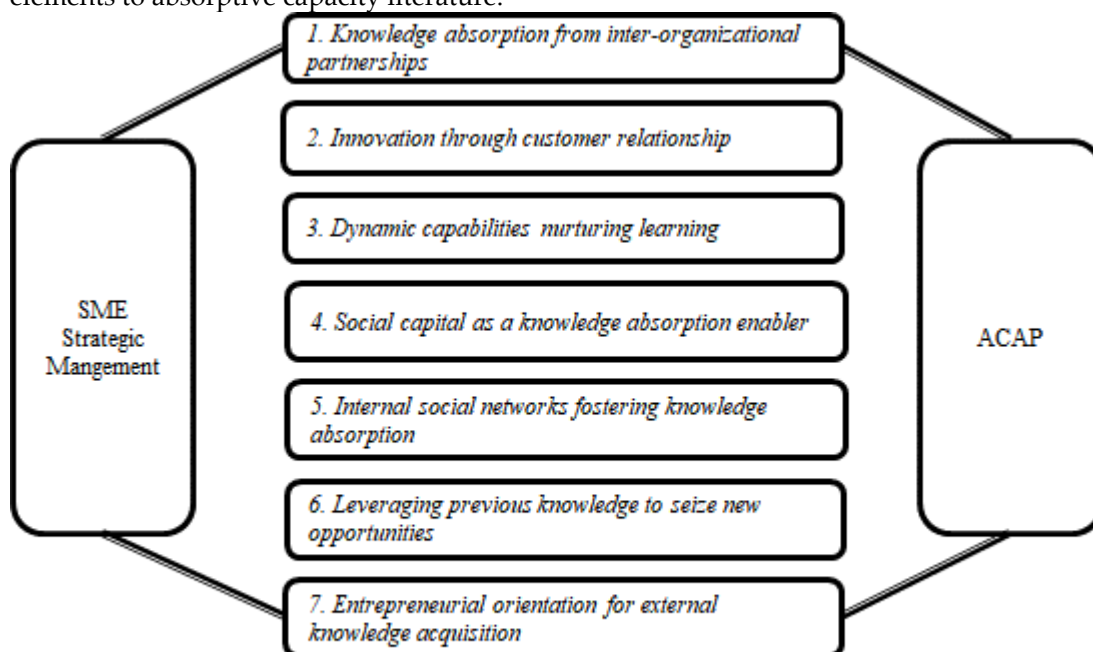 elements to absorptive capacity literature.
1. Knowledge absorption from inter-organizational
partnerships
2. Innovation through customer relationship
3. Dynamic capabilities nurturing learning
SME
Strategic
Mangement
4. Social capital as a knowledge absorption enabler
ACAP
5. Internal social networks fostering knowledge
absorption
6. Leveraging previous knowledge to seize new
opportunities
7. Entrepreneurial orientation for external
knowledge acquisition